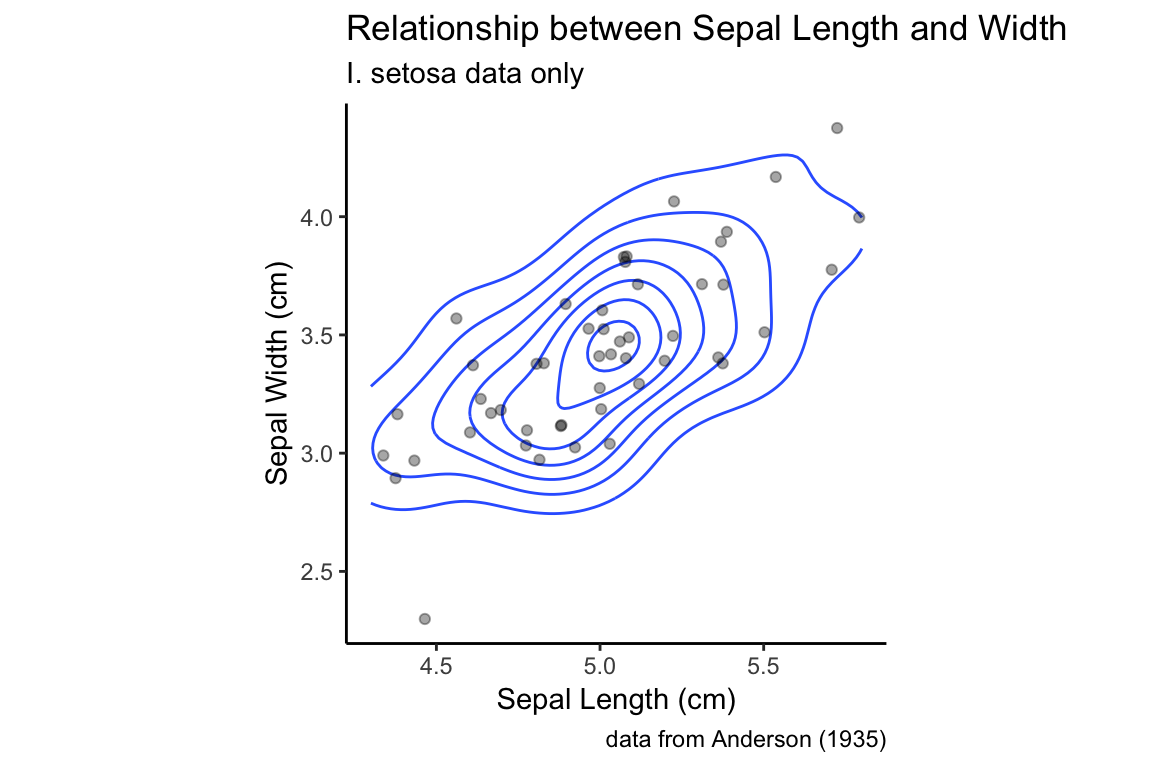 Relationship between Sepal Length and Width
I. setosa data only
Sepal Width (cm)
4.0
3.5
3.0
2.5
4.5 5.0 5.5
Sepal Length (cm)
data from Anderson (1935)